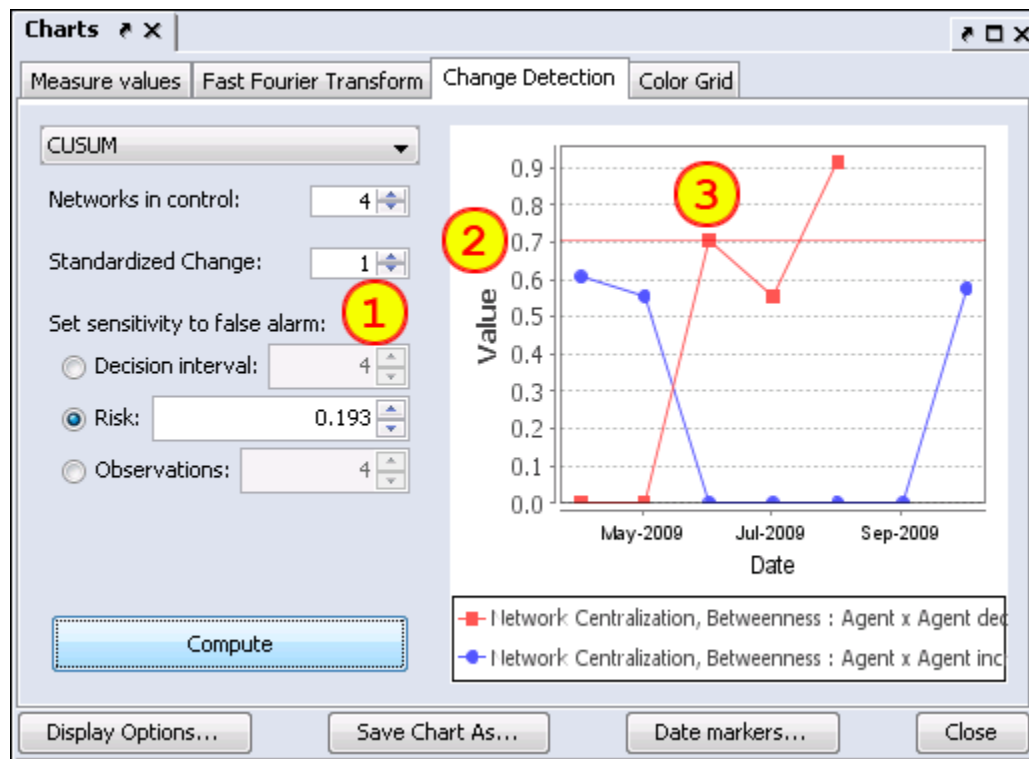 Charts
Measure values Fast Fourier Transform Change Detection Color Grid
CUSUM
Networks in control: 4
Standardized Change: 1
1
Set sensitivity to false alarm:
Decision interval: 4
Risk: 0.193
Observations: 4
Compute
3
2
Value
0.9
0.8
0.7
0.6
0.5
0.4
0.3
0.2
0.1
0.0
May-2009 Jul-2009 Sep-2009
Date
Network Centralization, Betweenness : Agent x Agent dec
Network Centralization, Betweenness : Agent x Agent inc
Display Options... Save Chart As... Date markers... Close